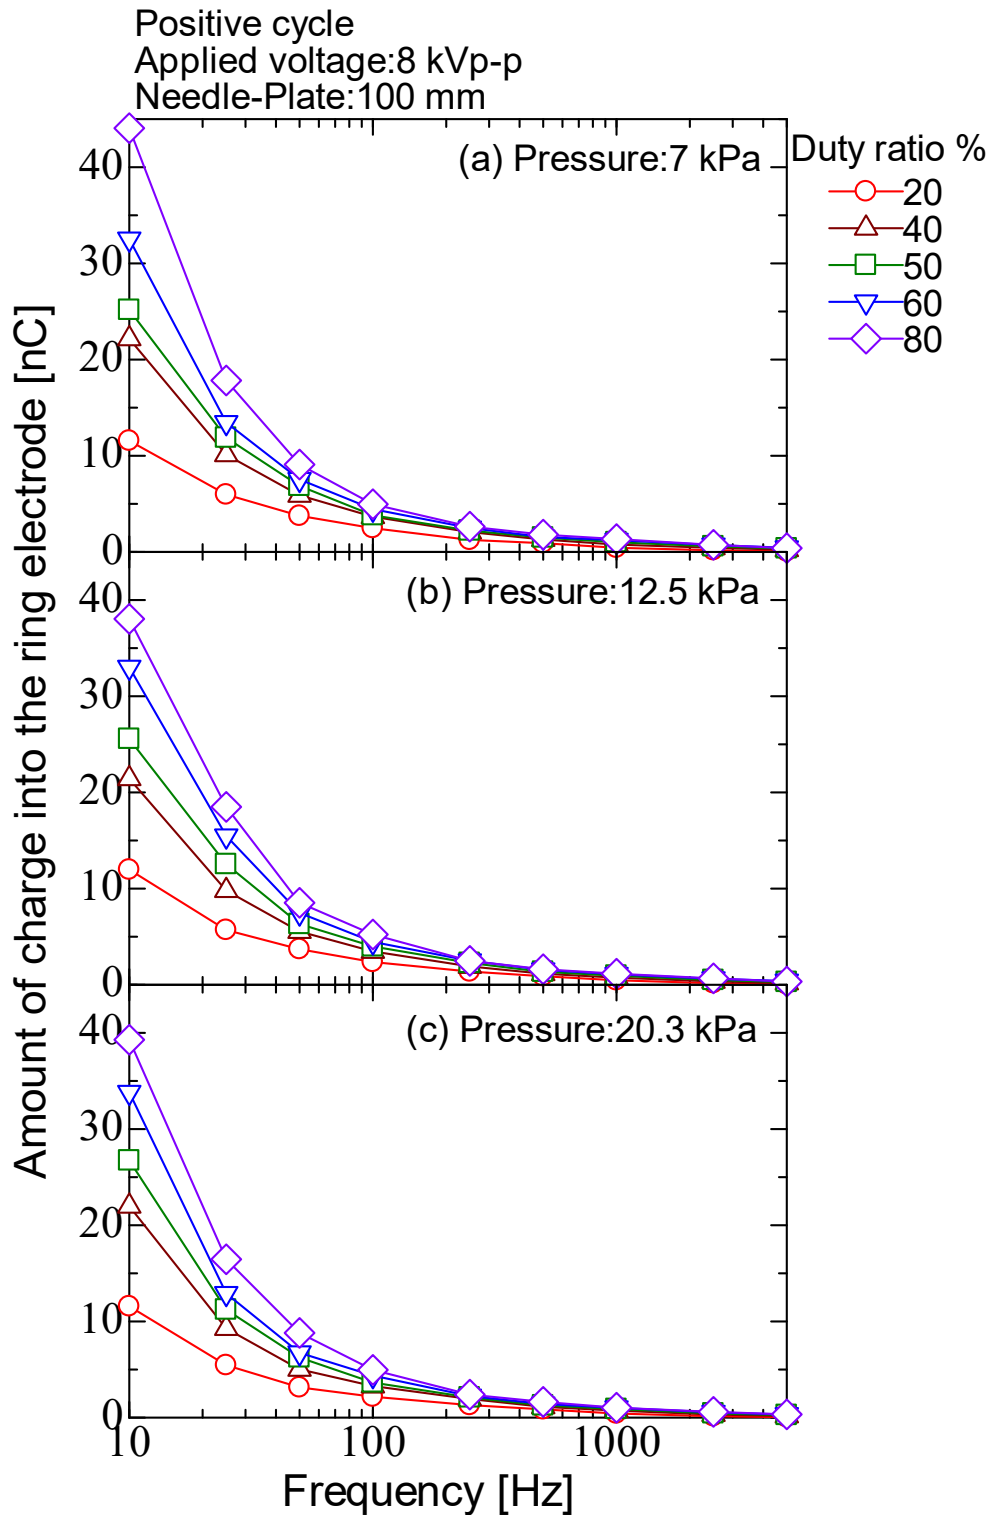 Positive cycle
Applied voltage:8 kVp-p
Needle-Plate:100 mm
(a) Pressure:7 kPa
Duty ratio %
20
40
50
60
80
40
30
20
10
0
(b) Pressure:12.5 kPa
40
30
20
10
0
(c) Pressure:20.3 kPa
40
30
20
10
0
10
100
1000
Frequency [Hz]
Amount of charge into the ring electrode [nC]